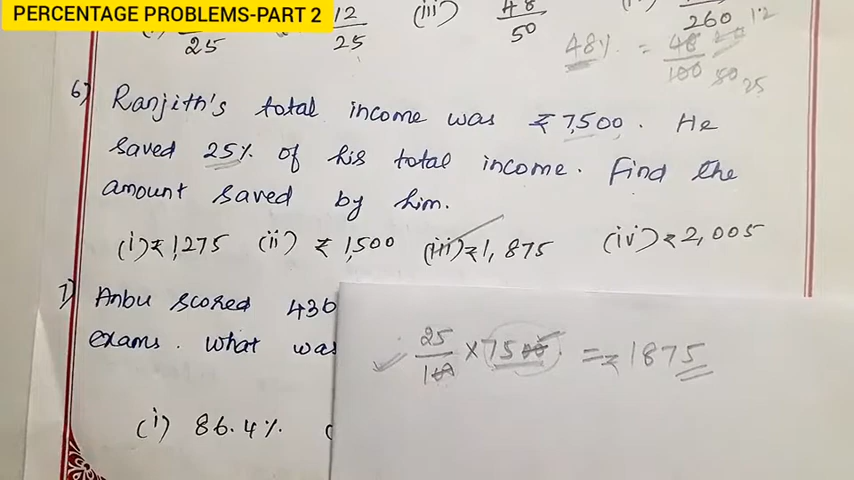 PERCENTAGE PROBLEMS-PART 2
25
12
25
(iii) 48
50
260
48% = 48
100
50 25
6) Ranjith's total income was ₹ 7,500. He
saved 25% of his total income. Find the
amount saved by him.
(i) ₹ 1,275 (ii) ₹ 1,500 (iii) ₹ 1,875 (iv) ₹ 2,005
7) Anbu scored 436
exams. What was
(i) 86.4%.
25
100 × 7500 = ₹ 1875